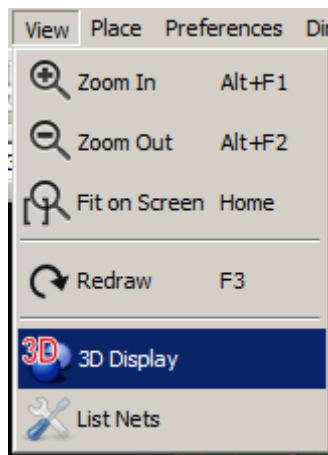 View Place Preferences Di
Zoom In Alt+F1
Zoom Out Alt+F2
Fit on Screen Home
Redraw F3
3D 3D Display
List Nets